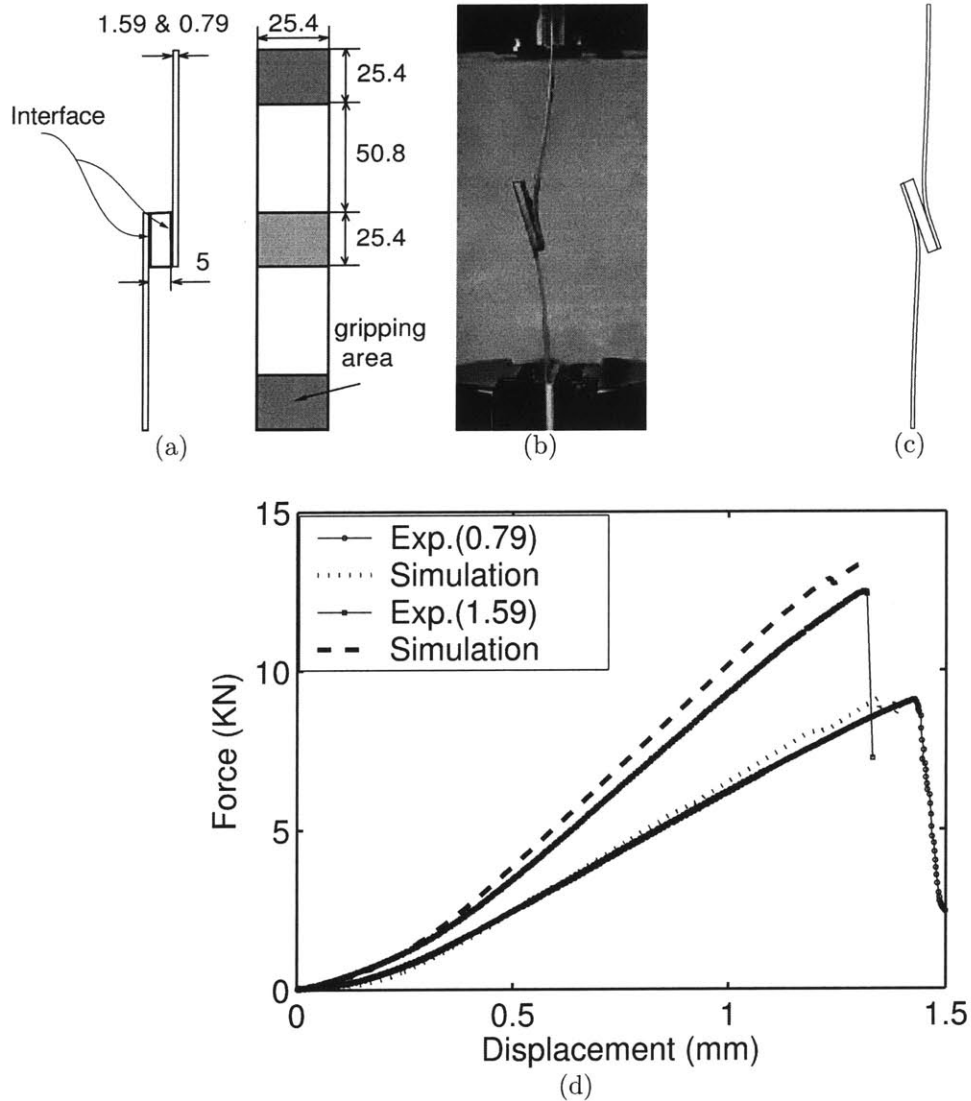 1.59 & 0.79
25.4
25.4
Interface
50.8
25.4
5
gripping
area
(a)
(b)
(c)
15
Exp.(0.79)
Simulation
Exp.(1.59)
Simulation
10
Force (KN)
5
0
0
0.5
1
1.5
Displacement (mm)
(d)